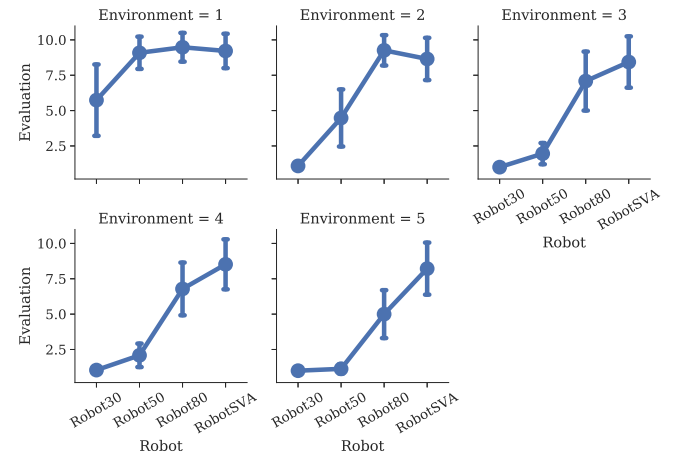 Environment = 1
Environment = 2
Environment = 3
Evaluation
10.0
7.5
5.0
2.5
Robot30
Robot50
Robot80
RobotSVA
Robot
Environment = 4
Environment = 5
Evaluation
10.0
7.5
5.0
2.5
Robot30
Robot50
Robot80
RobotSVA
Robot30
Robot50
Robot80
RobotSVA
Robot
Robot